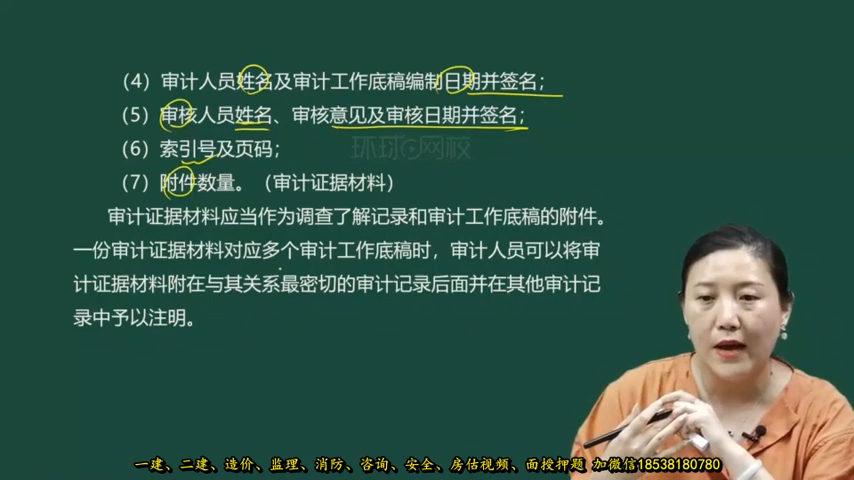 （4）审计人员姓名及审计工作底稿编制日期并签名；
（5）审核人员姓名、审核意见及审核日期并签名；
（6）索引号及页码；
环球网校
（7）附件数量。（审计证据材料）
审计证据材料应当作为调查了解记录和审计工作底稿的附件。
一份审计证据材料对应多个审计工作底稿时，审计人员可以将审
计证据材料附在与其关系最密切的审计记录后面并在其他审计记
录中予以注明。
一建、二建、造价、监理、消防、咨询、安全、房估视频、面授押题 加微信18538180780